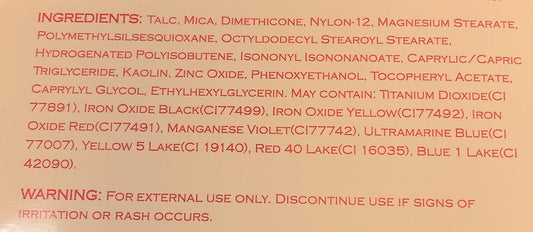 INGREDIENTS: TALC, MICA, DIMETHICONE, NYLON-12, MAGNESIUM STEARATE,
POLYMETHYLSILSESQUIOXANE, OCTYLDODECYL STEAROYL STEARATE,
HYDROGENATED POLYISOBUTENE, ISONONYL ISONONANOATE, CAPRYLIC/CAPRIC
TRIGLYCERIDE, KAOLIN, ZINC OXIDE, PHENOXYETHANOL, TOCOPHERYL ACETATE,
CAPRYLYL GLYCOL, ETHYLHEXYLGLYCERIN. MAY CONTAIN: TITANIUM DIOXIDE(CI
77891), IRON OXIDE BLACK(CI77499), IRON OXIDE YELLOW(CI77492), IRON
OXIDE RED(CI77491), MANGANESE VIOLET(CI77742), ULTRAMARINE BLUE(CI
77007), YELLOW 5 LAKE(CI 19140), RED 40 LAKE(CI 16035), BLUE 1 LAKE(CI
42090).
WARNING: FOR EXTERNAL USE ONLY. DISCONTINUE USE IF SIGNS OF
IRRITATION OR RASH OCCURS.